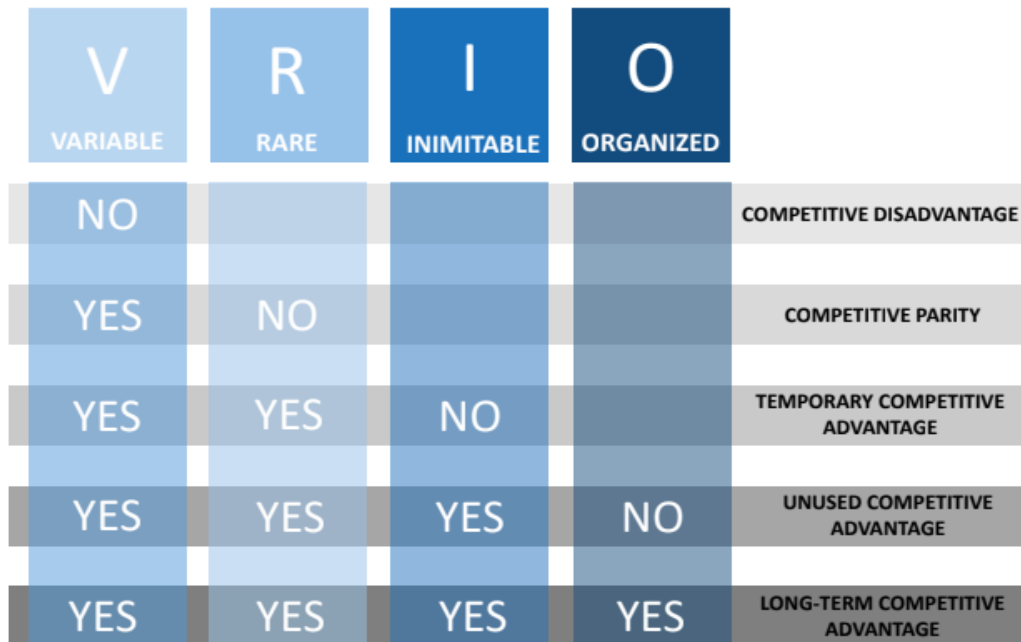 V R I O
VARIABLE RARE INIMITABLE ORGANIZED
NO COMPETITIVE DISADVANTAGE
YES NO COMPETITIVE PARITY
YES YES NO TEMPORARY COMPETITIVE
ADVANTAGE
YES YES YES NO UNUSED COMPETITIVE
ADVANTAGE
YES YES YES YES LONG-TERM COMPETITIVE
ADVANTAGE